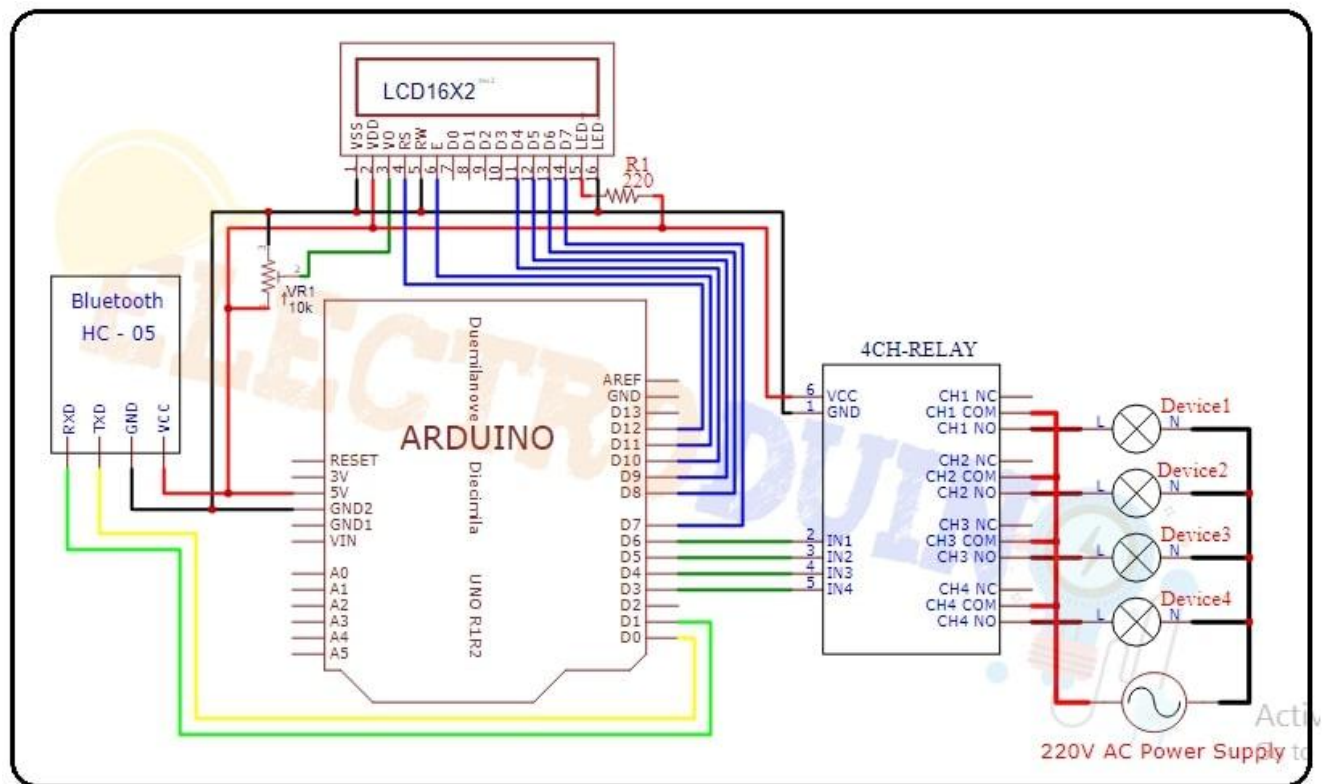 LCD16X2
VSS
VDD
VO
RS
RW
E
D0
D1
D2
D3
D4
D5
D6
D7
LED+
LED-
1
2
3
4
5
6
7
8
9
10
11
12
13
14
15
16
R1
220
3
2
VR1
10k
Bluetooth
HC - 05
RXD
TXD
GND
VCC
ELECTRODUINO
ARDUINO
Duemilanove
Diecimila
UNO R1R2
RESET
3V
5V
GND2
GND1
VIN
A0
A1
A2
A3
A4
A5
AREF
GND
D13
D12
D11
D10
D9
D8
D7
D6
D5
D4
D3
D2
D1
D0
4CH-RELAY
6 VCC
1 GND
2 IN1
3 IN2
4 IN3
5 IN4
CH1 NC
CH1 COM
CH1 NO
CH2 NC
CH2 COM
CH2 NO
CH3 NC
CH3 COM
CH3 NO
CH4 NC
CH4 COM
CH4 NO
Device1
L N
Device2
L N
Device3
L N
Device4
L N
220V AC Power Supply